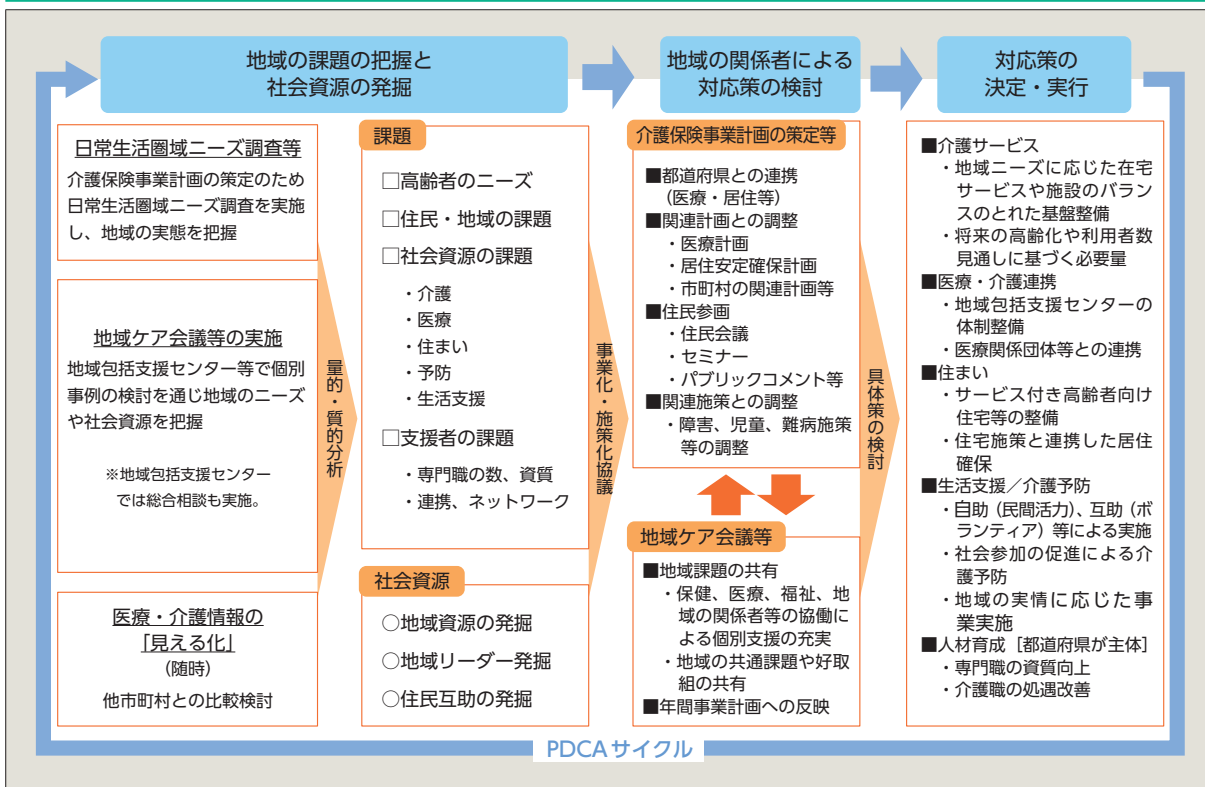 地域の課題の把握と
社会資源の発掘
地域の関係者による
対応策の検討
対応策の
決定・実行
日常生活圏域ニーズ調査等
介護保険事業計画の策定のため
日常生活圏域ニーズ調査を実施
し、地域の実態を把握
地域ケア会議等の実施
地域包括支援センター等で個別
事例の検討を通じ地域のニーズ
や社会資源を把握
※地域包括支援センター
では総合相談も実施。
医療・介護情報の
「見える化」
(随時)
他市町村との比較検討
量的・質的分析
課題
□高齢者のニーズ
□住民・地域の課題
□社会資源の課題
・介護
・医療
・住まい
・予防
・生活支援
□支援者の課題
・専門職の数、資質
・連携、ネットワーク
社会資源
○地域資源の発掘
○地域リーダー発掘
○住民互助の発掘
事業化・施策化協議
介護保険事業計画の策定等
■都道府県との連携
(医療・居住等)
■関連計画との調整
・医療計画
・居住安定確保計画
・市町村の関連計画等
■住民参画
・住民会議
・セミナー
・パブリックコメント等
■関連施策との調整
・障害、児童、難病施策
等の調整
地域ケア会議等
■地域課題の共有
・保健、医療、福祉、地
域の関係者等の協働
による個別支援の充実
・地域の共通課題や好取
組の共有
■年間事業計画への反映
具体策の検討
■介護サービス
・地域ニーズに応じた在宅
サービスや施設のバラン
スのとれた基盤整備
・将来の高齢化や利用者数
見通しに基づく必要量
■医療・介護連携
・地域包括支援センターの
体制整備
・医療関係団体等との連携
■住まい
・サービス付き高齢者向け
住宅等の整備
・住宅施策と連携した居住
確保
■生活支援／介護予防
・自助(民間活力)、互助(ボ
ランティア)等による実施
・社会参加の促進による介
護予防
・地域の実情に応じた事
業実施
■人材育成［都道府県が主体］
・専門職の資質向上
・介護職の処遇改善
PDCAサイクル